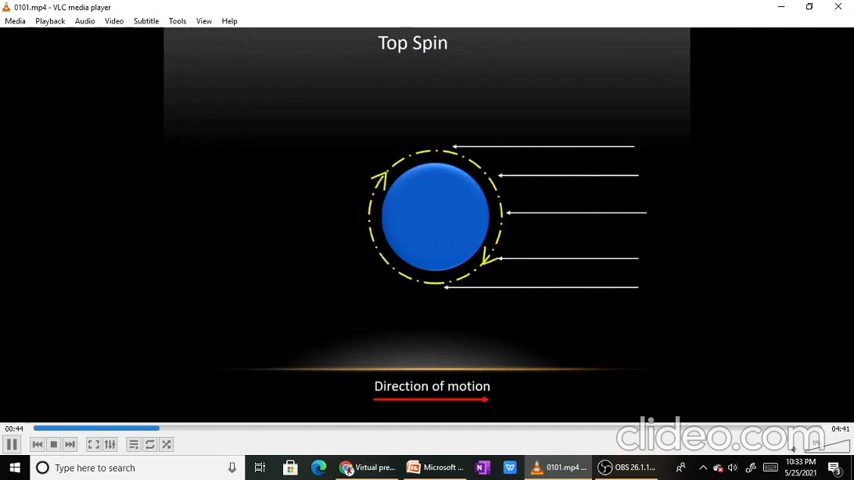 0101.mp4 - VLC media player
Media Playback Audio Video Subtitle Tools View Help
Top Spin
Direction of motion
00:44
04:41
clideo.com
Type here to search
Virtual pre...
Microsoft ...
0101.mp4 ...
OBS 26.1.1...
10:33 PM
5/25/2021